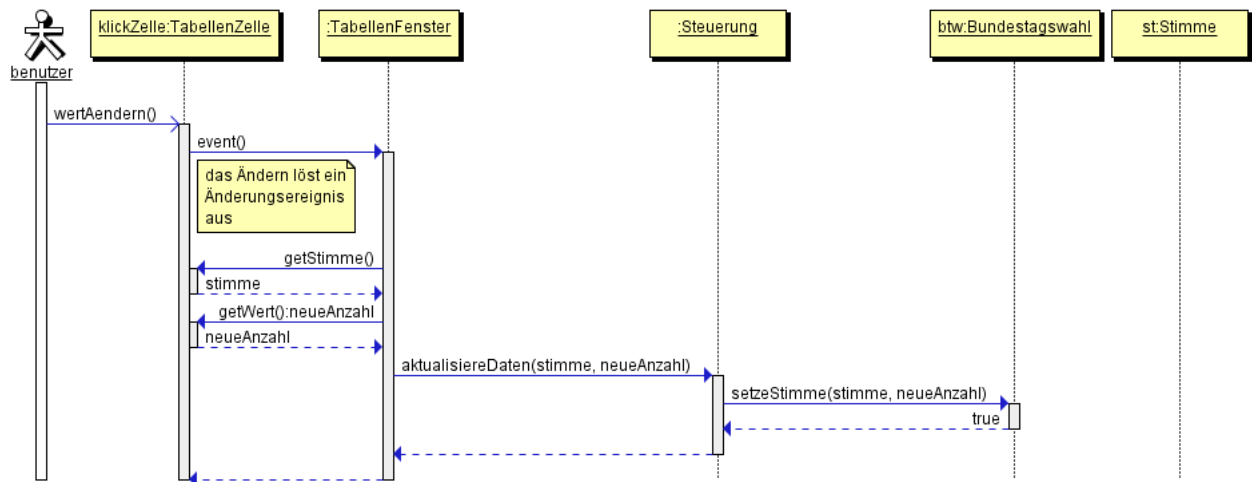 klickZelle:TabellenZelle
:TabellenFenster
:Steuerung
btw:Bundestagswahl
st:Stimme
benutzer
wertAendern()
event()
das Ändern löst ein
Änderungsereignis
aus
getStimme()
stimme
getWert():neueAnzahl
neueAnzahl
aktualisiereDaten(stimme, neueAnzahl)
setzeStimme(stimme, neueAnzahl)
true